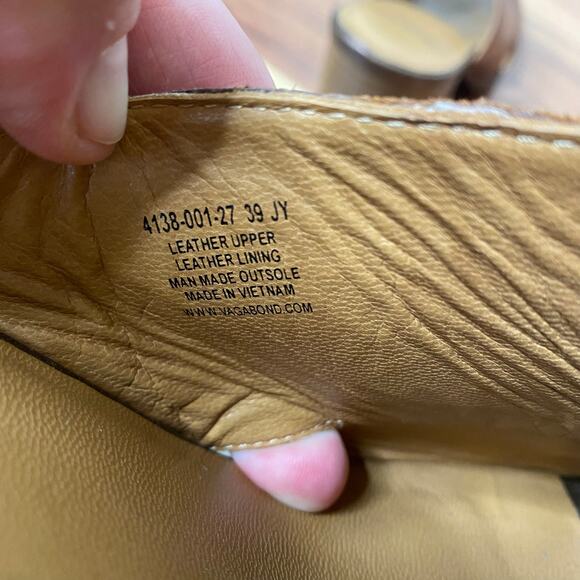 4138-001-27 39 JY
LEATHER UPPER
LEATHER LINING
MAN MADE OUTSOLE
MADE IN VIETNAM
WWW.VAGABOND.COM